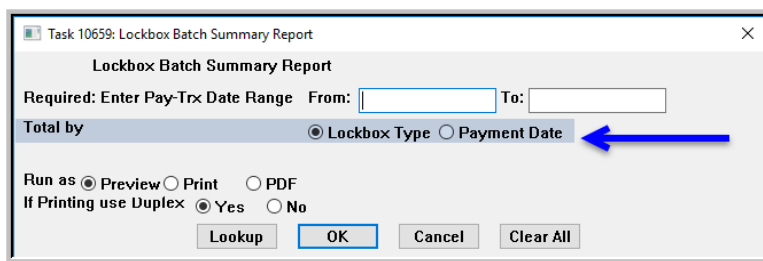 Task 10659: Lockbox Batch Summary Report
Lockbox Batch Summary Report
Required: Enter Pay-Trx Date Range From: To:
Total by Lockbox Type Payment Date
Run as Preview Print PDF
If Printing use Duplex Yes No
Lookup OK Cancel Clear All